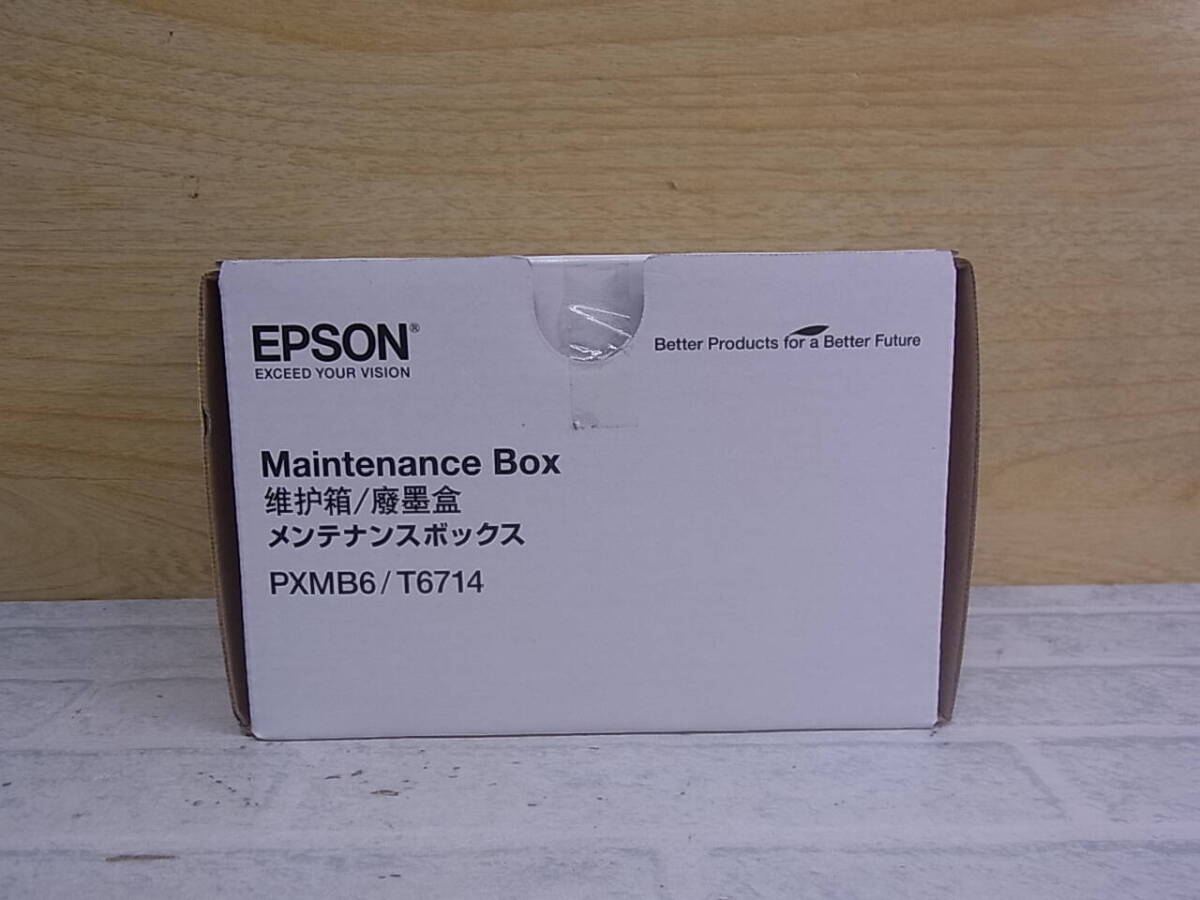 EPSON®
EXCEED YOUR VISION
Better Products for a Better Future
Maintenance Box
维护箱/廢墨盒
メンテナンスボックス
PXMB6/T6714